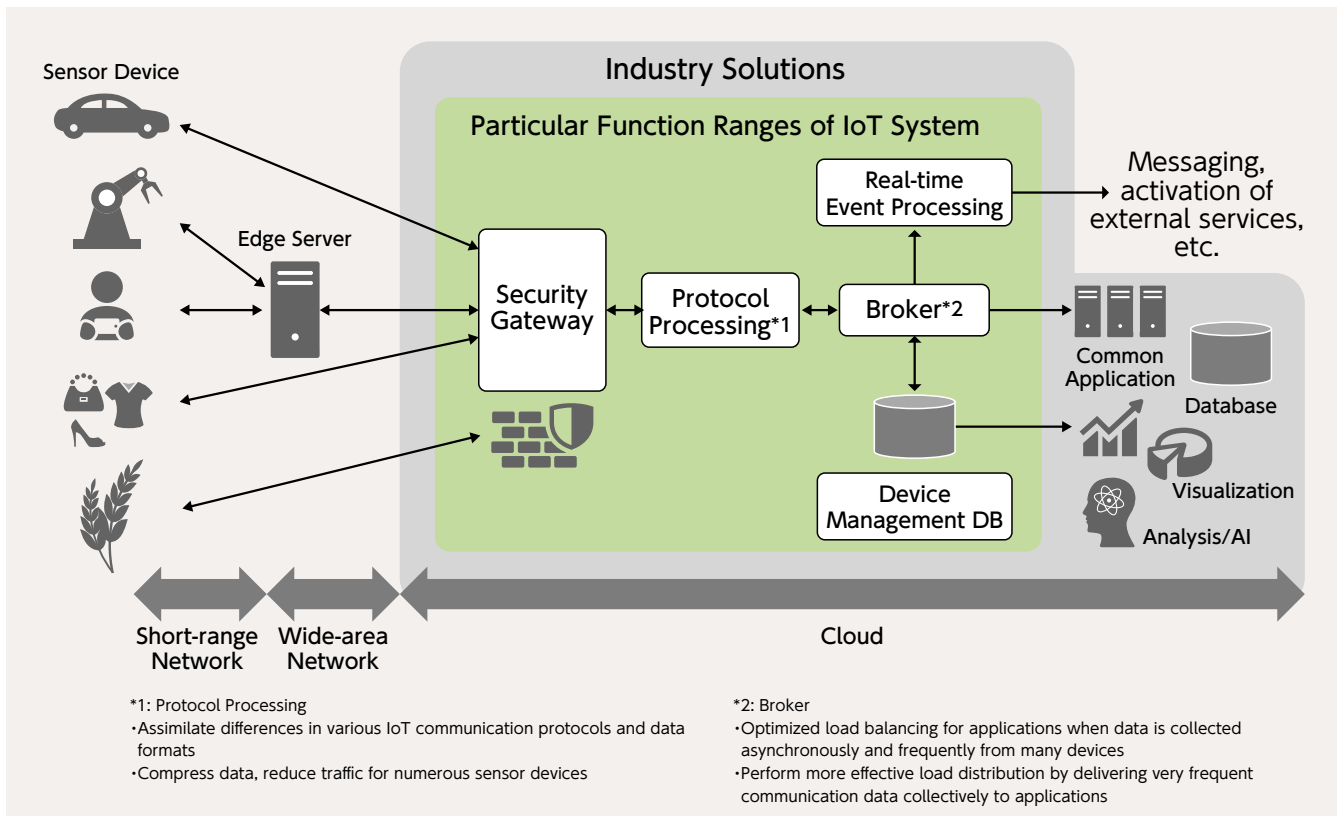 Sensor Device
Industry Solutions
Particular Function Ranges of IoT System
Edge Server
Security
Gateway
Protocol
Processing*1
Real-time
Event Processing
Broker*2
Device
Management DB
Messaging,
activation of
external services,
etc.
Common
Application
Database
Visualization
Analysis/AI
Short-range
Network
Wide-area
Network
Cloud
*1: Protocol Processing
・Assimilate differences in various IoT communication protocols and data
formats
・Compress data, reduce traffic for numerous sensor devices
*2: Broker
・Optimized load balancing for applications when data is collected
asynchronously and frequently from many devices
・Perform more effective load distribution by delivering very frequent
communication data collectively to applications